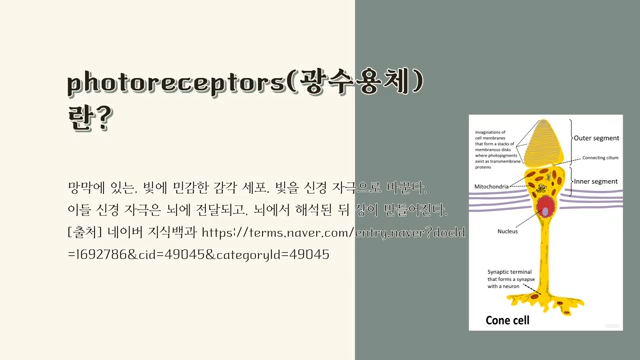 photoreceptors(광수용체)
란?
망막에 있는, 빛에 민감한 감각 세포. 빛을 신경 자극으로 바꾼다.
이들 신경 자극은 뇌에 전달되고, 뇌에서 해석된 뒤 상이 만들어진다.
[출처] 네이버 지식백과 https://terms.naver.com/entry.naver?docId
=1692786&cid=49045&categoryId=49045
Invaginations of
cell membranes
that form a stacks of
membranous disks
where photopigments
exist as transmembrane
proteins
Outer segment
Connecting cilium
Inner segment
Mitochondria
Nucleus
Synaptic terminal
that forms a synapse
with a neuron
Cone cell